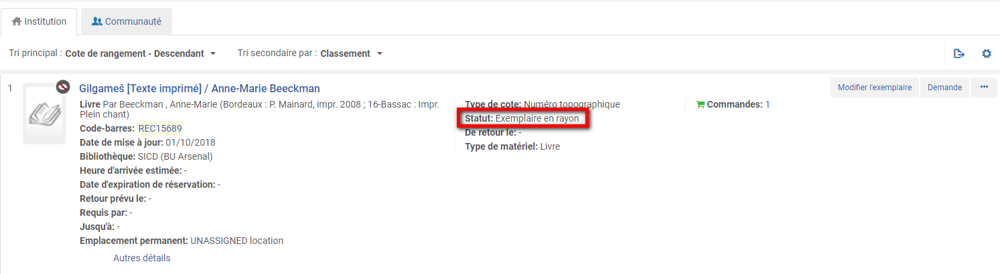 Institution
Communauté
Tri principal : Cote de rangement - Descendant
Tri secondaire par : Classement
1
Gilgameš [Texte imprimé] / Anne-Marie Beeckman
Modifier l'exemplaire
Demande
Livre Par Beeckman , Anne-Marie (Bordeaux : P. Mainard, impr. 2008 ; 16-Bassac : Impr.
Plein chant)
Code-barres: REC15689
Date de mise à jour: 01/10/2018
Bibliothèque: SICD (BU Arsenal)
Heure d'arrivée estimée: -
Date d'expiration de réservation: -
Retour prévu le: -
Requis par: -
Jusqu'à: -
Emplacement permanent: UNASSIGNED location
Autres détails
Type de cote: Numéro topographique
Statut: Exemplaire en rayon
De retour le: -
Type de matériel: Livre
Commandes: 1